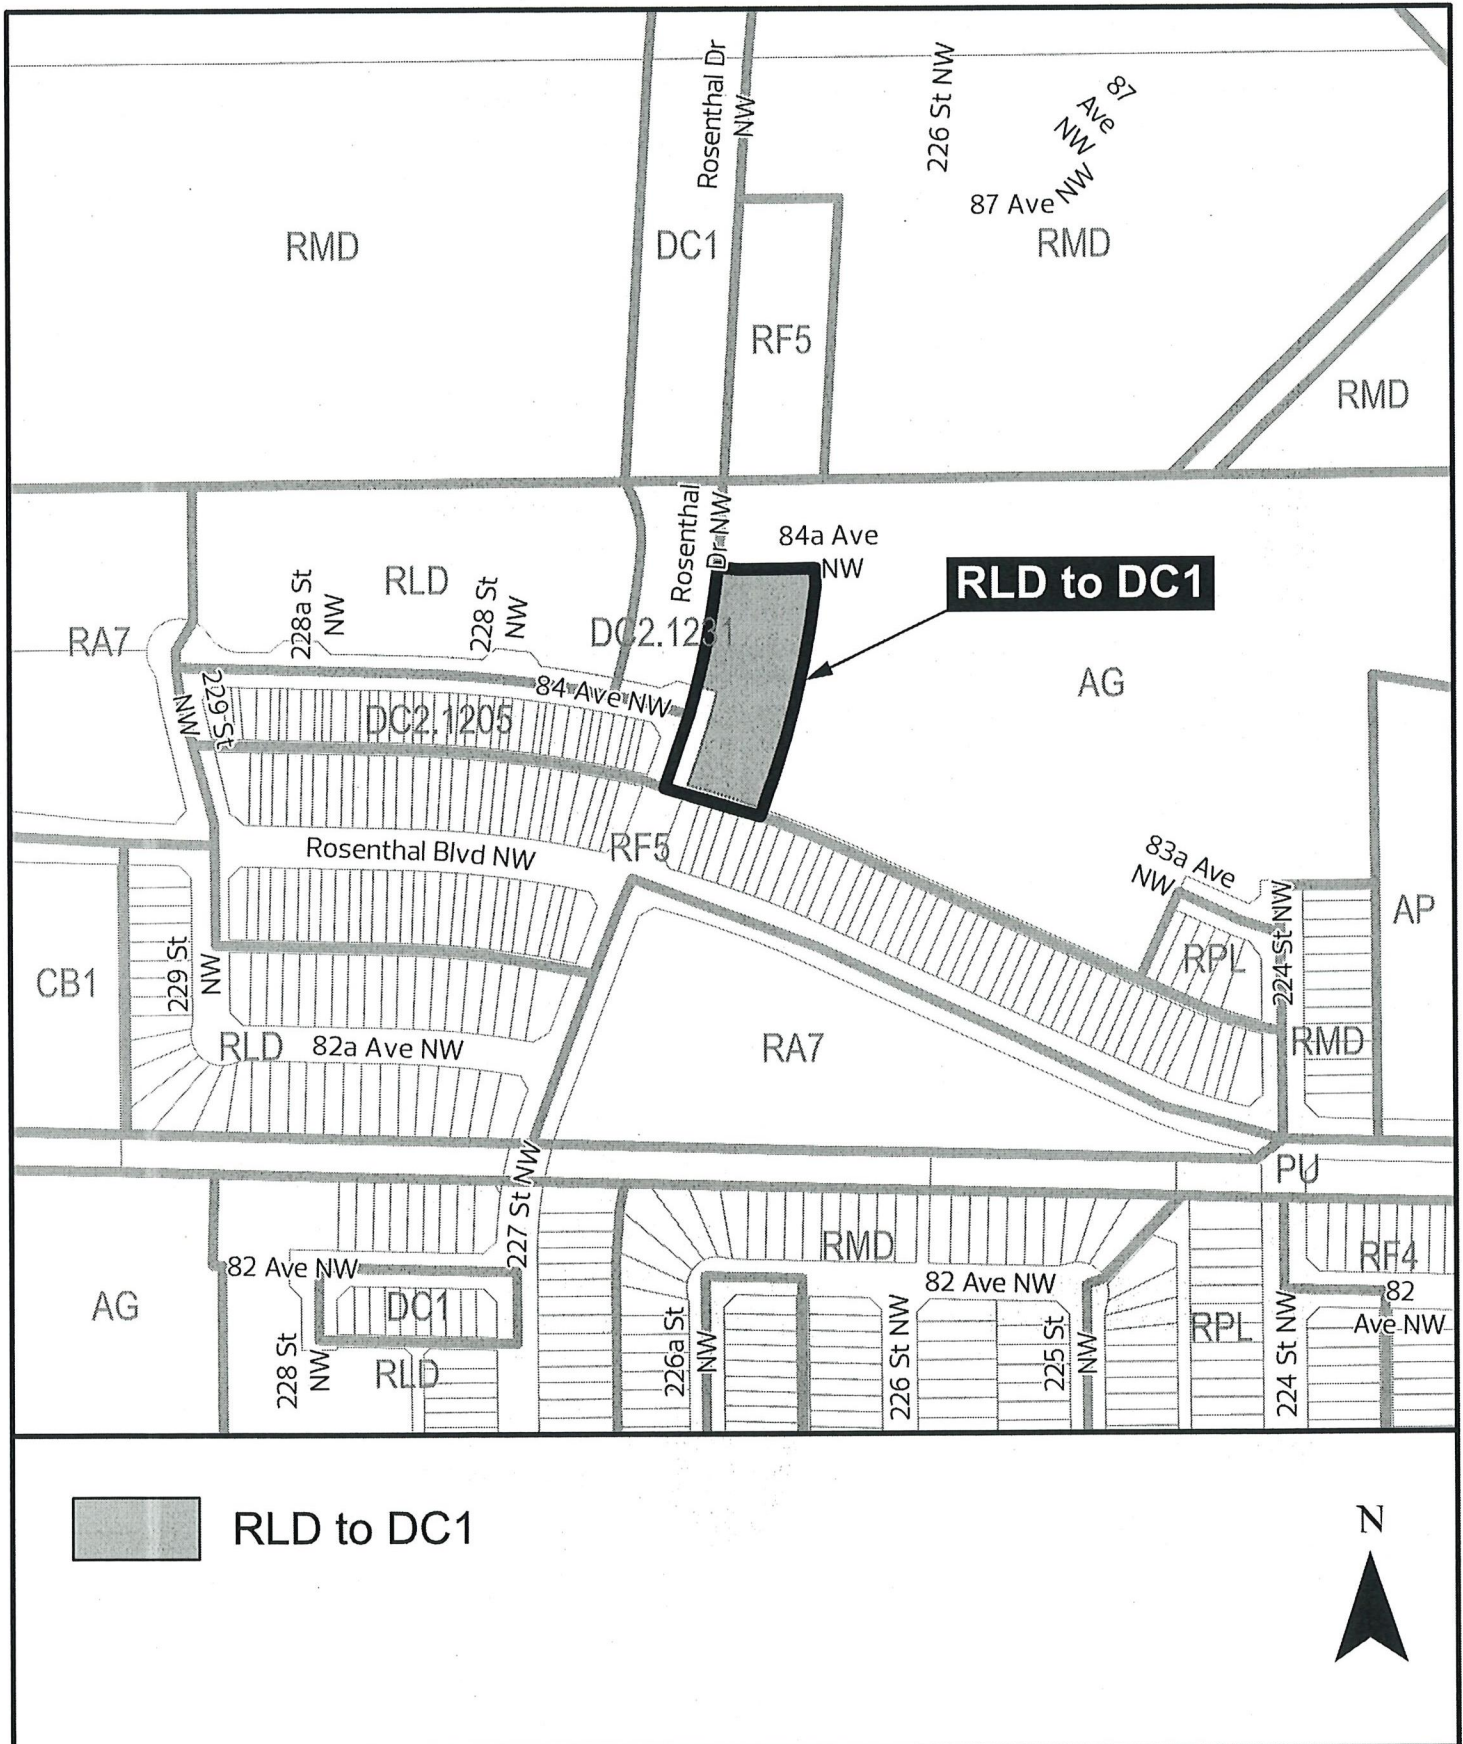 Rosenthal Dr
NW
226 St NW
87
Ave
NW
87 Ave NW
RMD
DC1
RMD
RF5
RMD
Rosenthal
Dr NW
84a Ave
NW
RLD to DC1
RLD
228a St
NW
228 St
NW
DC2.1231
RA7
AG
229 St
NW
84 Ave NW
DC2.1205
Rosenthal Blvd NW
RF5
83a Ave
NW
224 St NW
AP
RPL
CB1
229 St
NW
RLD
82a Ave NW
RA7
RMD
PU
227 St NW
82 Ave NW
RMD
RF4
82 Ave NW
82
Ave NW
AG
DC1
RPL
228 St
NW
RLD
226a St
NW
226 St NW
225 St
NW
224 St NW
RLD to DC1
N